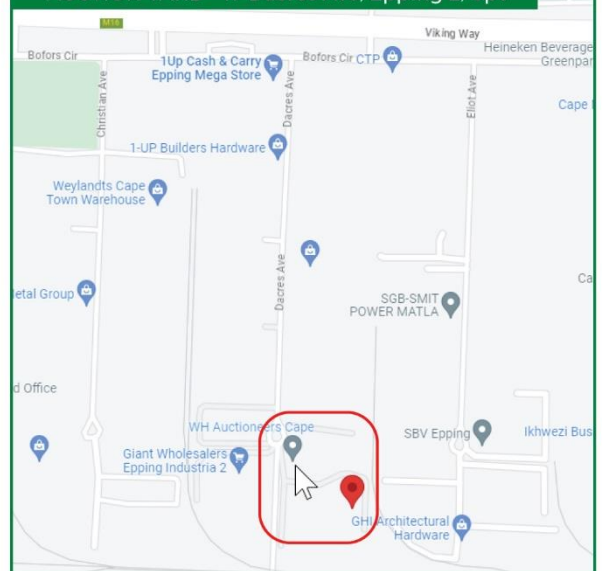 M16
Viking Way
Bofors Cir
1Up Cash & Carry
Epping Mega Store
Bofors Cir
CTP
Heineken Beverage
Greenpar
Christian Ave
Dacres Ave
Eliot Ave
Cape
1-UP Builders Hardware
Weylandts Cape
Town Warehouse
Dacres Ave
etal Group
SGB-SMIT
POWER MATLA
Ca
d Office
WH Auctioneers Cape
SBV Epping
Ikhwezi Bus
Giant Wholesalers
Epping Industria 2
GHI Architectural
Hardware